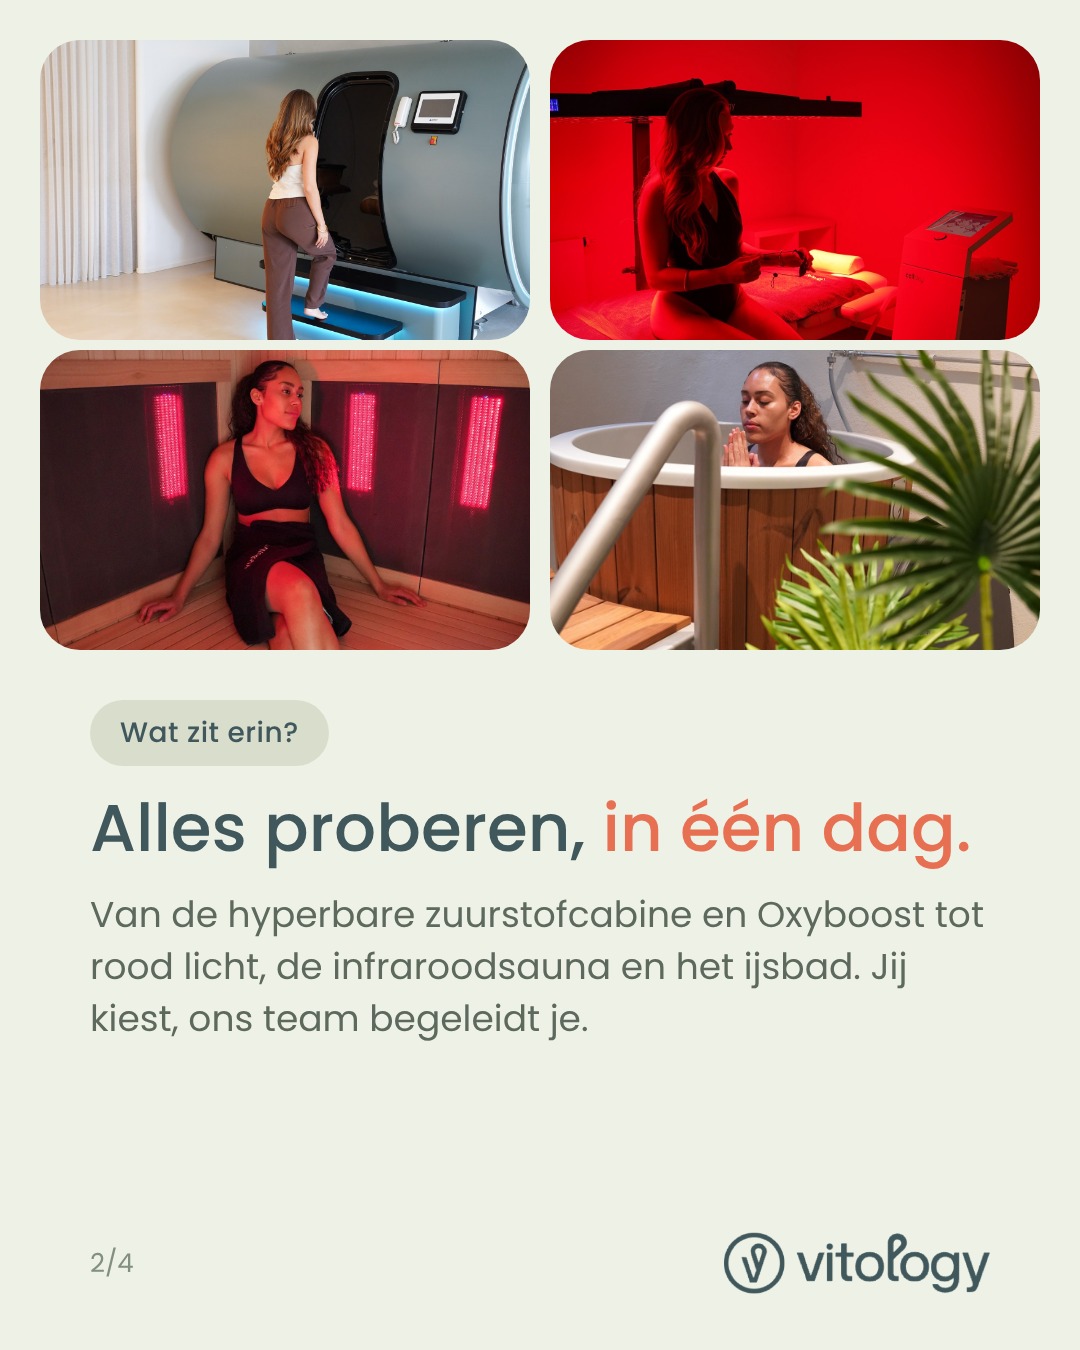 Wat zit erin?
Alles proberen, in één dag.
Van de hyperbare zuurstofcabine en Oxyboost tot
rood licht, de infraroodsauna en het ijsbad. Jij
kiest, ons team begeleidt je.
2/4
vitology